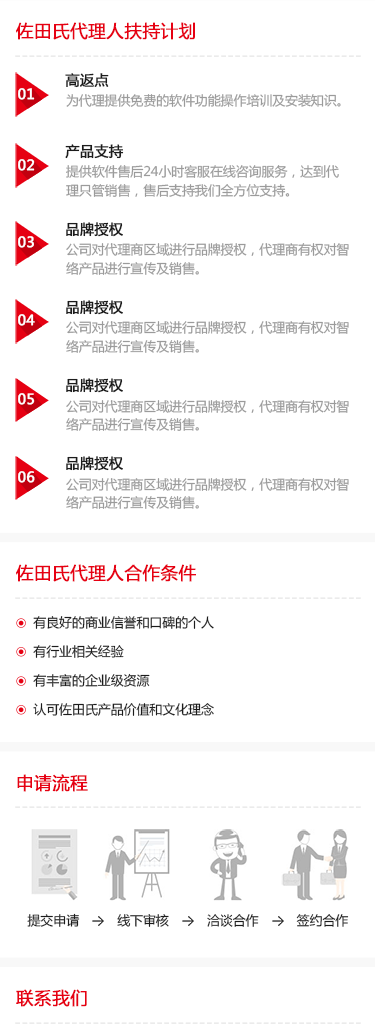 佐田氏代理人扶持计划
01
高返点
为代理提供免费的软件功能操作培训及安装知识。
02
产品支持
提供软件售后24小时客服在线咨询服务，达到代
理只管销售，售后支持我们全方位支持。
03
品牌授权
公司对代理商区域进行品牌授权，代理商有权对智
络产品进行宣传及销售。
04
品牌授权
公司对代理商区域进行品牌授权，代理商有权对智
络产品进行宣传及销售。
05
品牌授权
公司对代理商区域进行品牌授权，代理商有权对智
络产品进行宣传及销售。
06
品牌授权
公司对代理商区域进行品牌授权，代理商有权对智
络产品进行宣传及销售。
佐田氏代理人合作条件
有良好的商业信誉和口碑的个人
有行业相关经验
有丰富的企业级资源
认可佐田氏产品价值和文化理念
申请流程
提交申请 → 线下审核 → 洽谈合作 → 签约合作
联系我们